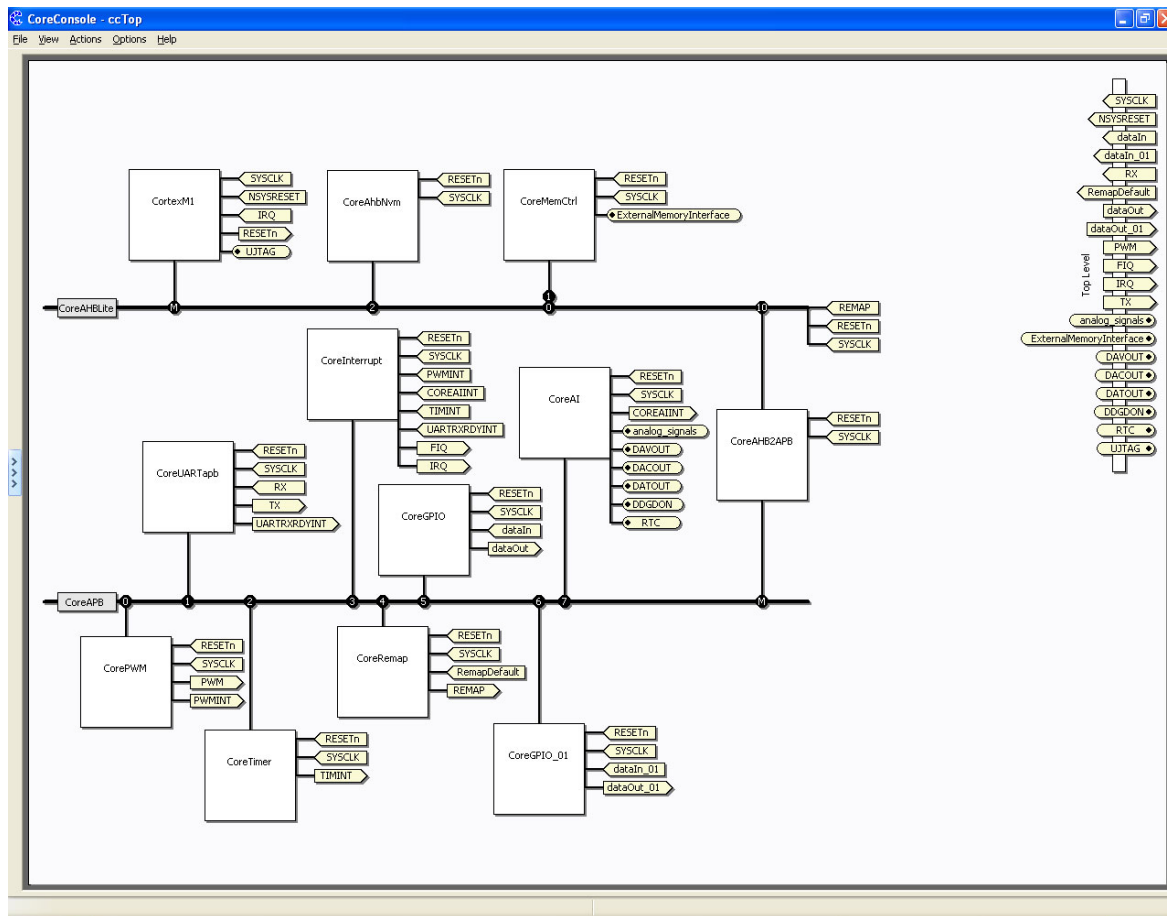 CoreConsole - ccTop
File View Actions Options Help
SYSCLK
NSYSRESET
dataIn
dataIn_01
RX
RemapDefault
dataOut
dataOut_01
PWM
FIQ
IRQ
TX
analog_signals
ExternalMemoryInterface
DAVOUT
DACOUT
DATOUT
DDGDON
RTC
UJTAG
Top Level
CortexM1
SYSCLK
NSYSRESET
IRQ
RESETn
UJTAG
CoreAhbNvm
RESETn
SYSCLK
CoreMemCtrl
RESETn
SYSCLK
ExternalMemoryInterface
CoreAHBLite
M
2
1
0
10
REMAP
RESETn
SYSCLK
CoreInterrupt
RESETn
SYSCLK
PWMINT
COREAIINT
TIMINT
UARTRXRDYINT
FIQ
IRQ
CoreAI
RESETn
SYSCLK
COREAIINT
analog_signals
DAVOUT
DACOUT
DATOUT
DDGDON
RTC
CoreAHB2APB
RESETn
SYSCLK
CoreUARTapb
RESETn
SYSCLK
RX
TX
UARTRXRDYINT
CoreGPIO
RESETn
SYSCLK
dataIn
dataOut
CoreAPB
0
1
2
3
4
5
6
7
M
CorePWM
RESETn
SYSCLK
PWM
PWMINT
CoreRemap
RESETn
SYSCLK
RemapDefault
REMAP
CoreTimer
RESETn
SYSCLK
TIMINT
CoreGPIO_01
RESETn
SYSCLK
dataIn_01
dataOut_01